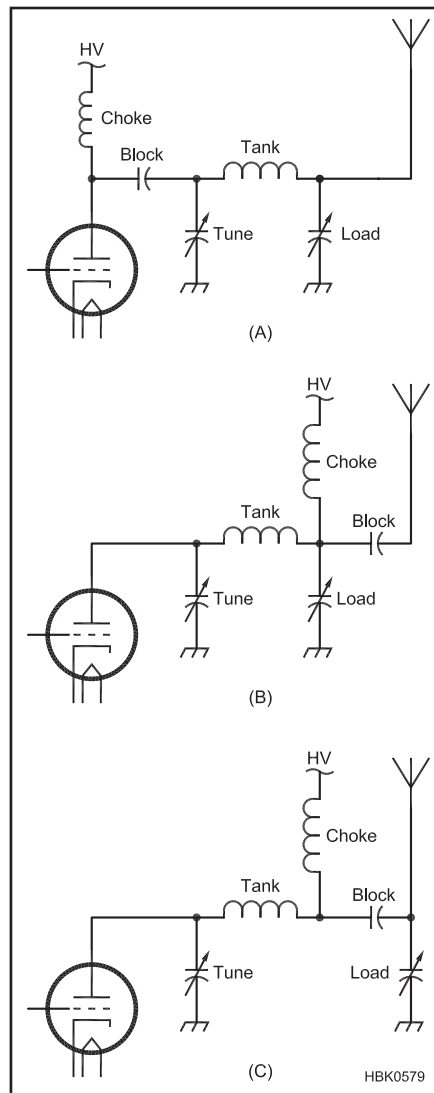 HV
Choke
Block
Tank
Tune
Load
(A)
HV
Choke
Tank
Block
Tune
Load
(B)
HV
Choke
Tank
Block
Tune
Load
(C)
HBK0579